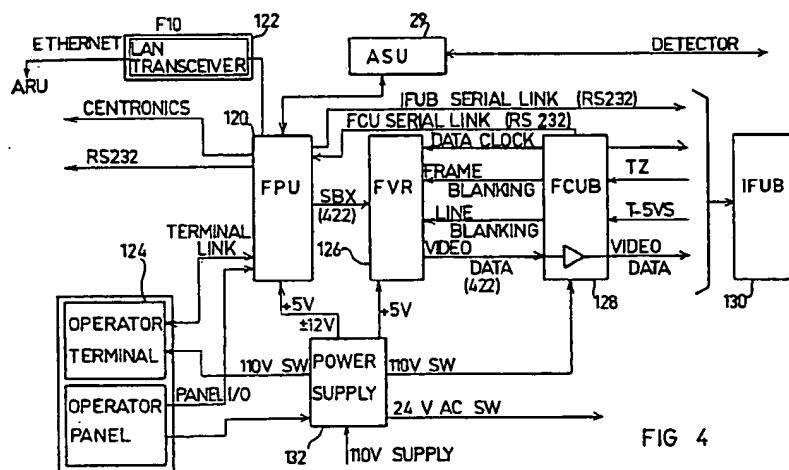 F10
122
ETHERNET
LAN
TRANSCEIVER
ARU
29
ASU
DETECTOR
CENTRONICS
120
IFUB SERIAL LINK (RS232)
FCU SERIAL LINK (RS 232)
RS232
FPU
SBX
(422)
FVR
126
DATA CLOCK
FRAME
BLANKING
LINE
BLANKING
VIDEO
DATA
(422)
FCUB
128
TZ
T-5VS
VIDEO
DATA
IFUB
130
TERMINAL
LINK
124
OPERATOR
TERMINAL
+5V
±12V
+5V
110V SW
POWER
SUPPLY
110V SW
PANEL I/O
OPERATOR
PANEL
24 V AC SW
132
110V SUPPLY
FIG 4